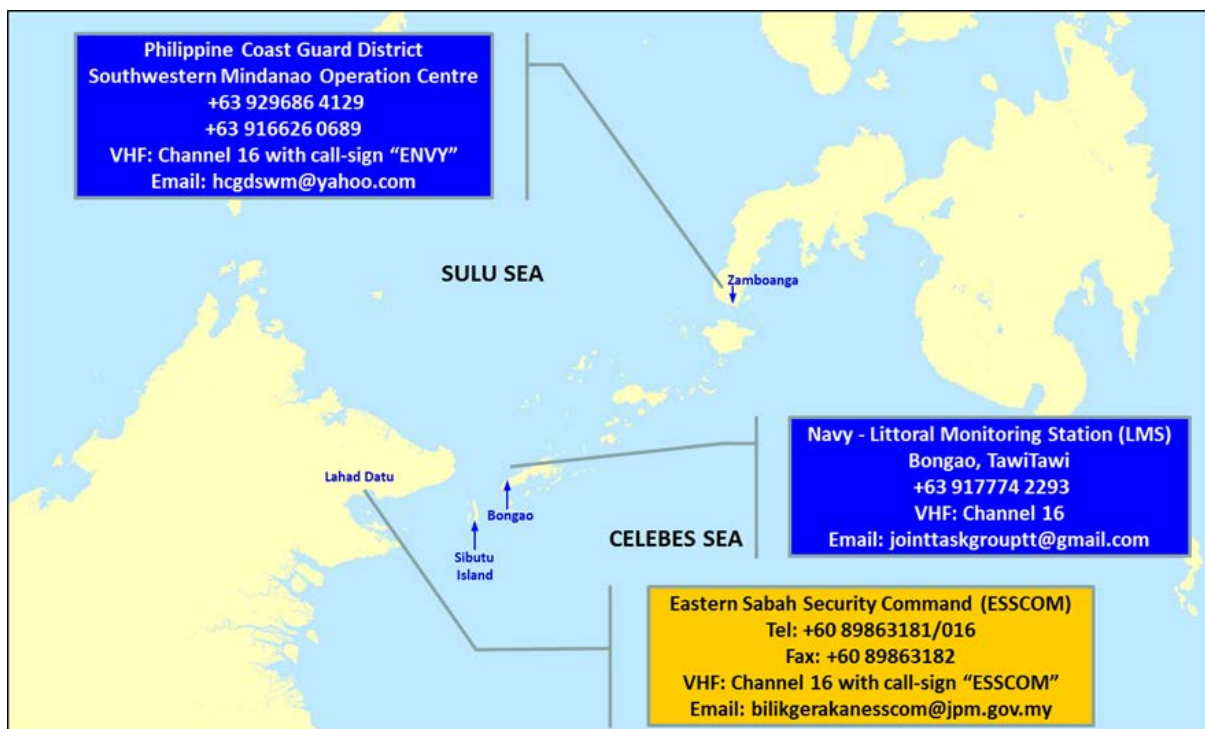 Philippine Coast Guard District
Southwestern Mindanao Operation Centre
+63 929686 4129
+63 916626 0689
VHF: Channel 16 with call-sign “ENVY”
Email: hcgdswm@yahoo.com
SULU SEA
Zamboanga
Navy - Littoral Monitoring Station (LMS)
Bongao, TawiTawi
+63 917774 2293
VHF: Channel 16
Email: jointtaskgrouptt@gmail.com
Lahad Datu
Bongao
CELEBES SEA
Sibutu
Island
Eastern Sabah Security Command (ESSCOM)
Tel: +60 89863181/016
Fax: +60 89863182
VHF: Channel 16 with call-sign “ESSCOM”
Email: bilikgerakanesscom@jpm.gov.my